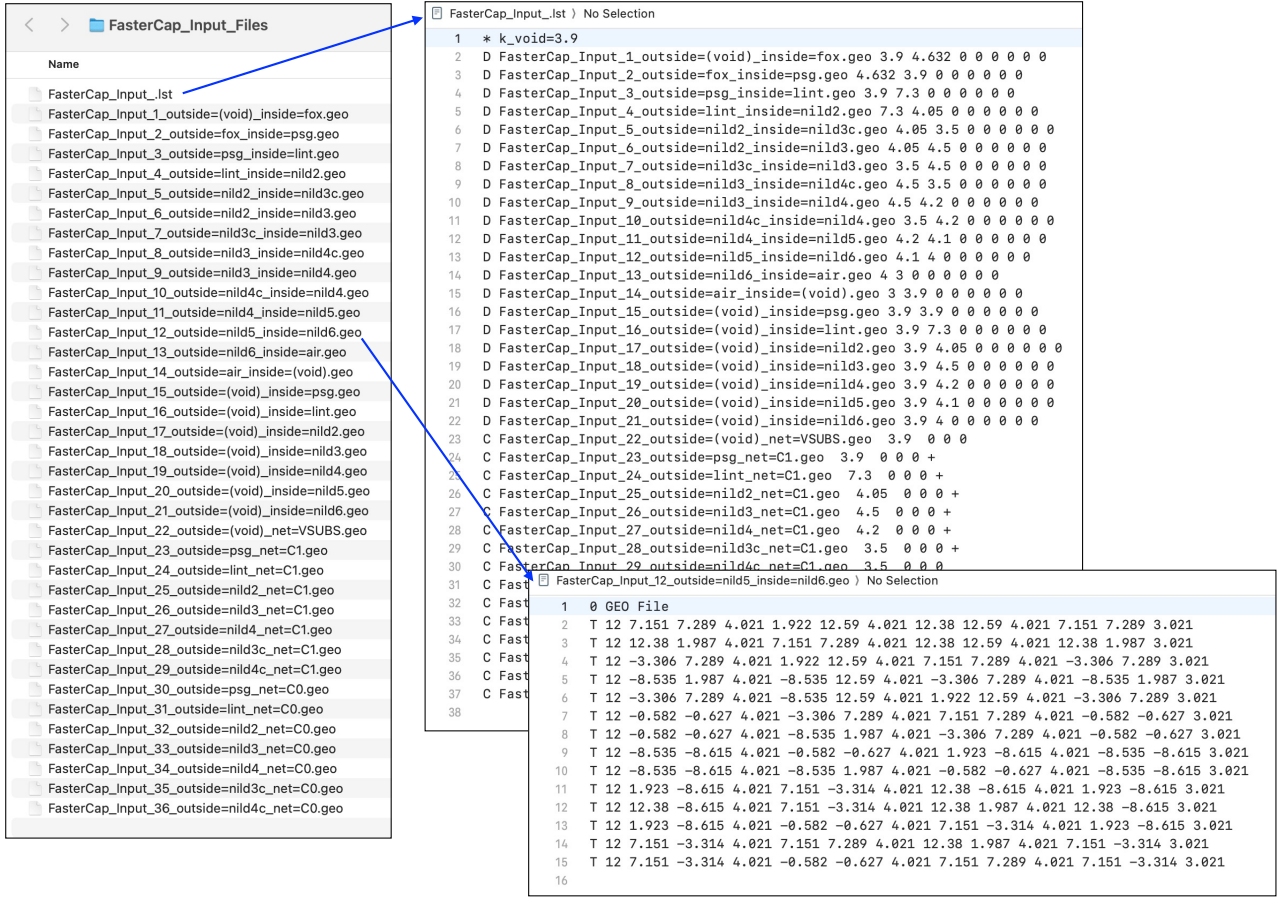 FasterCap_Input_Files
Name
FasterCap_Input_.lst
FasterCap_Input_1_outside=(void)_inside=fox.geo
FasterCap_Input_2_outside=fox_inside=psg.geo
FasterCap_Input_3_outside=psg_inside=lint.geo
FasterCap_Input_4_outside=lint_inside=nild2.geo
FasterCap_Input_5_outside=nild2_inside=nild3c.geo
FasterCap_Input_6_outside=nild2_inside=nild3.geo
FasterCap_Input_7_outside=nild3c_inside=nild3.geo
FasterCap_Input_8_outside=nild3_inside=nild4c.geo
FasterCap_Input_9_outside=nild3_inside=nild4.geo
FasterCap_Input_10_outside=nild4c_inside=nild4.geo
FasterCap_Input_11_outside=nild4_inside=nild5.geo
FasterCap_Input_12_outside=nild5_inside=nild6.geo
FasterCap_Input_13_outside=nild6_inside=air.geo
FasterCap_Input_14_outside=air_inside=(void).geo
FasterCap_Input_15_outside=(void)_inside=psg.geo
FasterCap_Input_16_outside=(void)_inside=lint.geo
FasterCap_Input_17_outside=(void)_inside=nild2.geo
FasterCap_Input_18_outside=(void)_inside=nild3.geo
FasterCap_Input_19_outside=(void)_inside=nild4.geo
FasterCap_Input_20_outside=(void)_inside=nild5.geo
FasterCap_Input_21_outside=(void)_inside=nild6.geo
FasterCap_Input_22_outside=(void)_net=VSUBS.geo
FasterCap_Input_23_outside=psg_net=C1.geo
FasterCap_Input_24_outside=lint_net=C1.geo
FasterCap_Input_25_outside=nild2_net=C1.geo
FasterCap_Input_26_outside=nild3_net=C1.geo
FasterCap_Input_27_outside=nild4_net=C1.geo
FasterCap_Input_28_outside=nild3c_net=C1.geo
FasterCap_Input_29_outside=nild4c_net=C1.geo
FasterCap_Input_30_outside=psg_net=C0.geo
FasterCap_Input_31_outside=lint_net=C0.geo
FasterCap_Input_32_outside=nild2_net=C0.geo
FasterCap_Input_33_outside=nild3_net=C0.geo
FasterCap_Input_34_outside=nild4_net=C0.geo
FasterCap_Input_35_outside=nild3c_net=C0.geo
FasterCap_Input_36_outside=nild4c_net=C0.geo
FasterCap_Input_.lst ⟩ No Selection
1 * k_void=3.9
2 D FasterCap_Input_1_outside=(void)_inside=fox.geo 3.9 4.632 0 0 0 0 0 0
3 D FasterCap_Input_2_outside=fox_inside=psg.geo 4.632 3.9 0 0 0 0 0 0
4 D FasterCap_Input_3_outside=psg_inside=lint.geo 3.9 7.3 0 0 0 0 0 0
5 D FasterCap_Input_4_outside=lint_inside=nild2.geo 7.3 4.05 0 0 0 0 0 0
6 D FasterCap_Input_5_outside=nild2_inside=nild3c.geo 4.05 3.5 0 0 0 0 0 0
7 D FasterCap_Input_6_outside=nild2_inside=nild3.geo 4.05 4.5 0 0 0 0 0 0
8 D FasterCap_Input_7_outside=nild3c_inside=nild3.geo 3.5 4.5 0 0 0 0 0 0
9 D FasterCap_Input_8_outside=nild3_inside=nild4c.geo 4.5 3.5 0 0 0 0 0 0
10 D FasterCap_Input_9_outside=nild3_inside=nild4.geo 4.5 4.2 0 0 0 0 0 0
11 D FasterCap_Input_10_outside=nild4c_inside=nild4.geo 3.5 4.2 0 0 0 0 0 0
12 D FasterCap_Input_11_outside=nild4_inside=nild5.geo 4.2 4.1 0 0 0 0 0 0
13 D FasterCap_Input_12_outside=nild5_inside=nild6.geo 4.1 4 0 0 0 0 0 0
14 D FasterCap_Input_13_outside=nild6_inside=air.geo 4 3 0 0 0 0 0 0
15 D FasterCap_Input_14_outside=air_inside=(void).geo 3 3.9 0 0 0 0 0 0
16 D FasterCap_Input_15_outside=(void)_inside=psg.geo 3.9 3.9 0 0 0 0 0 0
17 D FasterCap_Input_16_outside=(void)_inside=lint.geo 3.9 7.3 0 0 0 0 0 0
18 D FasterCap_Input_17_outside=(void)_inside=nild2.geo 3.9 4.05 0 0 0 0 0 0
19 D FasterCap_Input_18_outside=(void)_inside=nild3.geo 3.9 4.5 0 0 0 0 0 0
20 D FasterCap_Input_19_outside=(void)_inside=nild4.geo 3.9 4.2 0 0 0 0 0 0
21 D FasterCap_Input_20_outside=(void)_inside=nild5.geo 3.9 4.1 0 0 0 0 0 0
22 D FasterCap_Input_21_outside=(void)_inside=nild6.geo 3.9 4 0 0 0 0 0 0
23 C FasterCap_Input_22_outside=(void)_net=VSUBS.geo 3.9 0 0 0
24 C FasterCap_Input_23_outside=psg_net=C1.geo 3.9 0 0 0 +
25 C FasterCap_Input_24_outside=lint_net=C1.geo 7.3 0 0 0 +
26 C FasterCap_Input_25_outside=nild2_net=C1.geo 4.05 0 0 0 +
27 C FasterCap_Input_26_outside=nild3_net=C1.geo 4.5 0 0 0 +
28 C FasterCap_Input_27_outside=nild4_net=C1.geo 4.2 0 0 0 +
29 C FasterCap_Input_28_outside=nild3c_net=C1.geo 3.5 0 0 0 +
30 C FasterCap_Input_29_outside=nild4c_net=C1.geo 3.5 0 0 0
31 C Fast
32 C Fast
33 C Fast
34 C Fast
35 C Fast
36 C Fast
37 C Fast
38
FasterCap_Input_12_outside=nild5_inside=nild6.geo ⟩ No Selection
1 0 GEO File
2 T 12 7.151 7.289 4.021 1.922 12.59 4.021 12.38 12.59 4.021 7.151 7.289 3.021
3 T 12 12.38 1.987 4.021 7.151 7.289 4.021 12.38 12.59 4.021 12.38 1.987 3.021
4 T 12 -3.306 7.289 4.021 1.922 12.59 4.021 7.151 7.289 4.021 -3.306 7.289 3.021
5 T 12 -8.535 1.987 4.021 -8.535 12.59 4.021 -3.306 7.289 4.021 -8.535 1.987 3.021
6 T 12 -3.306 7.289 4.021 -8.535 12.59 4.021 1.922 12.59 4.021 -3.306 7.289 3.021
7 T 12 -0.582 -0.627 4.021 -3.306 7.289 4.021 7.151 7.289 4.021 -0.582 -0.627 3.021
8 T 12 -0.582 -0.627 4.021 -8.535 1.987 4.021 -3.306 7.289 4.021 -0.582 -0.627 3.021
9 T 12 -8.535 -8.615 4.021 -0.582 -0.627 4.021 1.923 -8.615 4.021 -8.535 -8.615 3.021
10 T 12 -8.535 -8.615 4.021 -8.535 1.987 4.021 -0.582 -0.627 4.021 -8.535 -8.615 3.021
11 T 12 1.923 -8.615 4.021 7.151 -3.314 4.021 12.38 -8.615 4.021 1.923 -8.615 3.021
12 T 12 12.38 -8.615 4.021 7.151 -3.314 4.021 12.38 1.987 4.021 12.38 -8.615 3.021
13 T 12 1.923 -8.615 4.021 -0.582 -0.627 4.021 7.151 -3.314 4.021 1.923 -8.615 3.021
14 T 12 7.151 -3.314 4.021 7.151 7.289 4.021 12.38 1.987 4.021 7.151 -3.314 3.021
15 T 12 7.151 -3.314 4.021 -0.582 -0.627 4.021 7.151 7.289 4.021 7.151 -3.314 3.021
16